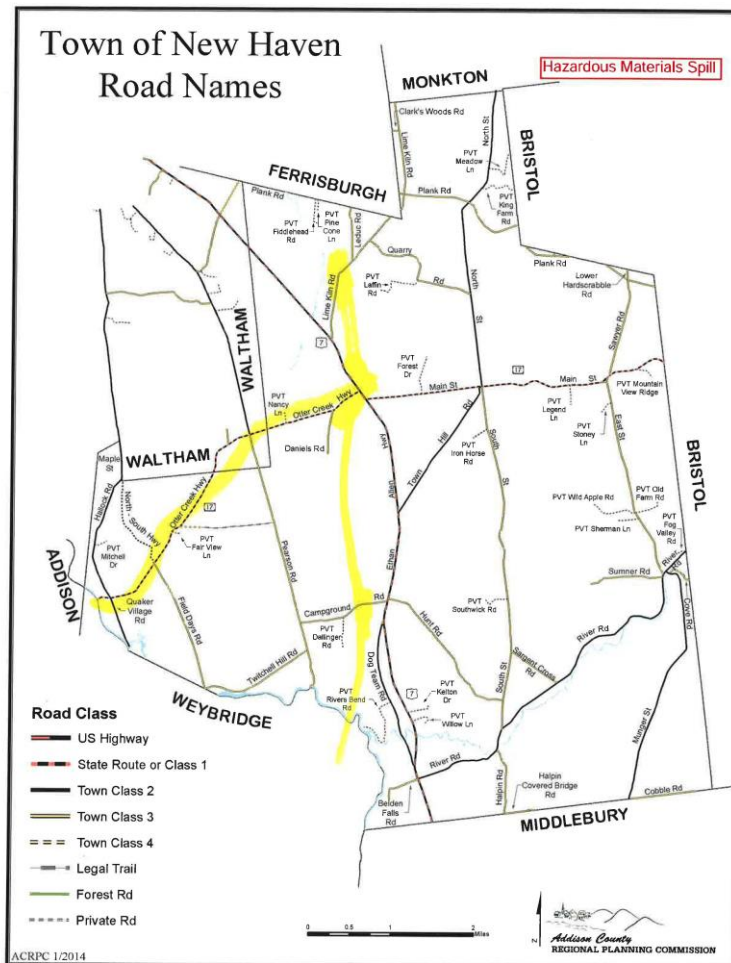 Town of New Haven
Road Names
Hazardous Materials Spill
MONKTON
Clark's Woods Rd
Lime Kiln Rd
North St
BRISTOL
PVT
Meadow
Ln
FERRISBURGH
Plank Rd
PVT
Fiddlehead
Rd
PVT
Pine
Cone
Ln
Leduc Rd
Plank Rd
PVT
King
Farm
Rd
Quarry
Rd
PVT
Laffin
Rd
North
St
Plank Rd
Lower
Hardscrabble
Rd
Sawyer Rd
Lime Kiln Rd
7
WALTHAM
PVT
Forest
Dr
17
Main St
Main
St
PVT Mountain
View Ridge
PVT
Nancy
Ln
Otter Creek
Hwy
Daniels Rd
PVT
Legend
Ln
PVT
Stoney
Ln
East St
Town
Hill
Rd
South
St
PVT
Iron Horse
Rd
Hwy
Allen
Ethan
WALTHAM
Maple
St
Hallock Rd
North - South Hwy
Otter Creek Hwy
17
BRISTOL
PVT Wild Apple Rd
PVT Old
Farm Rd
PVT Sherman Ln
PVT
Fog
Valley
Rd
ADDISON
PVT
Mitchell
Dr
PVT
Fair View
Ln
Pearson Rd
River
Rd
Sumner Rd
Cove Rd
Quaker
Village
Rd
Field Days Rd
Campground
Rd
PVT
Dellinger
Rd
Hunt Rd
PVT
Southwick Rd
River Rd
Twitchell Hill Rd
Dog Team Rd
South St
Sargent Cross
Rd
WEYBRIDGE
PVT
Rivers Bend
Rd
7
PVT
Kelton
Dr
PVT
Willow Ln
Munger St
River Rd
Halpin Rd
Halpin
Covered Bridge
Rd
Cobble Rd
Belden
Falls
Rd
MIDDLEBURY
Road Class
US Highway
State Route or Class 1
Town Class 2
Town Class 3
Town Class 4
Legal Trail
Forest Rd
Private Rd
0
0.5
1
2
Miles
N
Addison County
REGIONAL PLANNING COMMISSION
ACRPC 1/2014